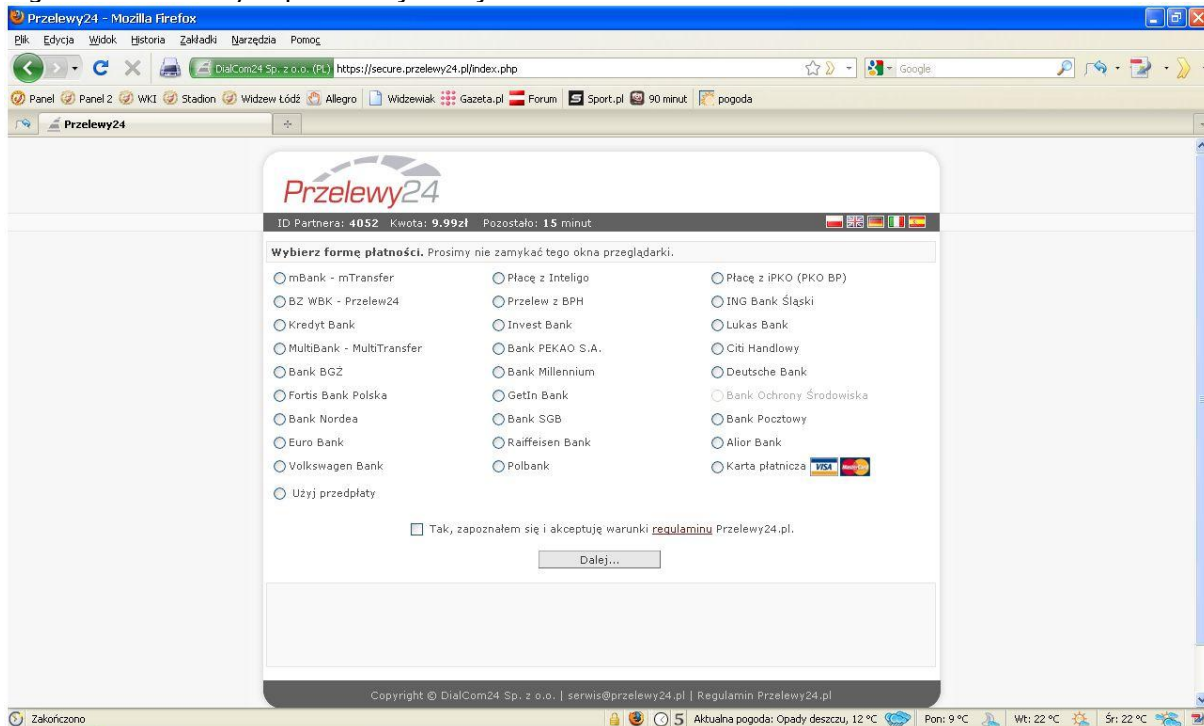 Przelewy24 - Mozilla Firefox
Plik Edycja Widok Historia Zakładki Narzędzia Pomoc
DialCom24 Sp. z o.o. (PL) https://secure.przelewy24.pl/index.php Google
Panel Panel 2 WKI Stadion Widzew Łódź Allegro Widzewiak Gazeta.pl Forum Sport.pl 90 minut pogoda
Przelewy24
Przelewy24
ID Partnera: 4052 Kwota: 9.99zł Pozostało: 15 minut
Wybierz formę płatności. Prosimy nie zamykać tego okna przeglądarki.
mBank - mTransfer Płacę z Inteligo Płacę z iPKO (PKO BP)
BZ WBK - Przelew24 Przelew z BPH ING Bank Śląski
Kredyt Bank Invest Bank Lukas Bank
MultiBank - MultiTransfer Bank PEKAO S.A. Citi Handlowy
Bank BGŻ Bank Millennium Deutsche Bank
Fortis Bank Polska GetIn Bank Bank Ochrony Środowiska
Bank Nordea Bank SGB Bank Pocztowy
Euro Bank Raiffeisen Bank Alior Bank
Volkswagen Bank Polbank Karta płatnicza VISA MasterCard
Użyj przedpłaty
Tak, zapoznałem się i akceptuję warunki regulaminu Przelewy24.pl.
Dalej...
Copyright © DialCom24 Sp. z o.o. | serwis@przelewy24.pl | Regulamin Przelewy24.pl
Zakończono 5 Aktualna pogoda: Opady deszczu, 12 °C Pon: 9 °C Wt: 22 °C Śr: 22 °C